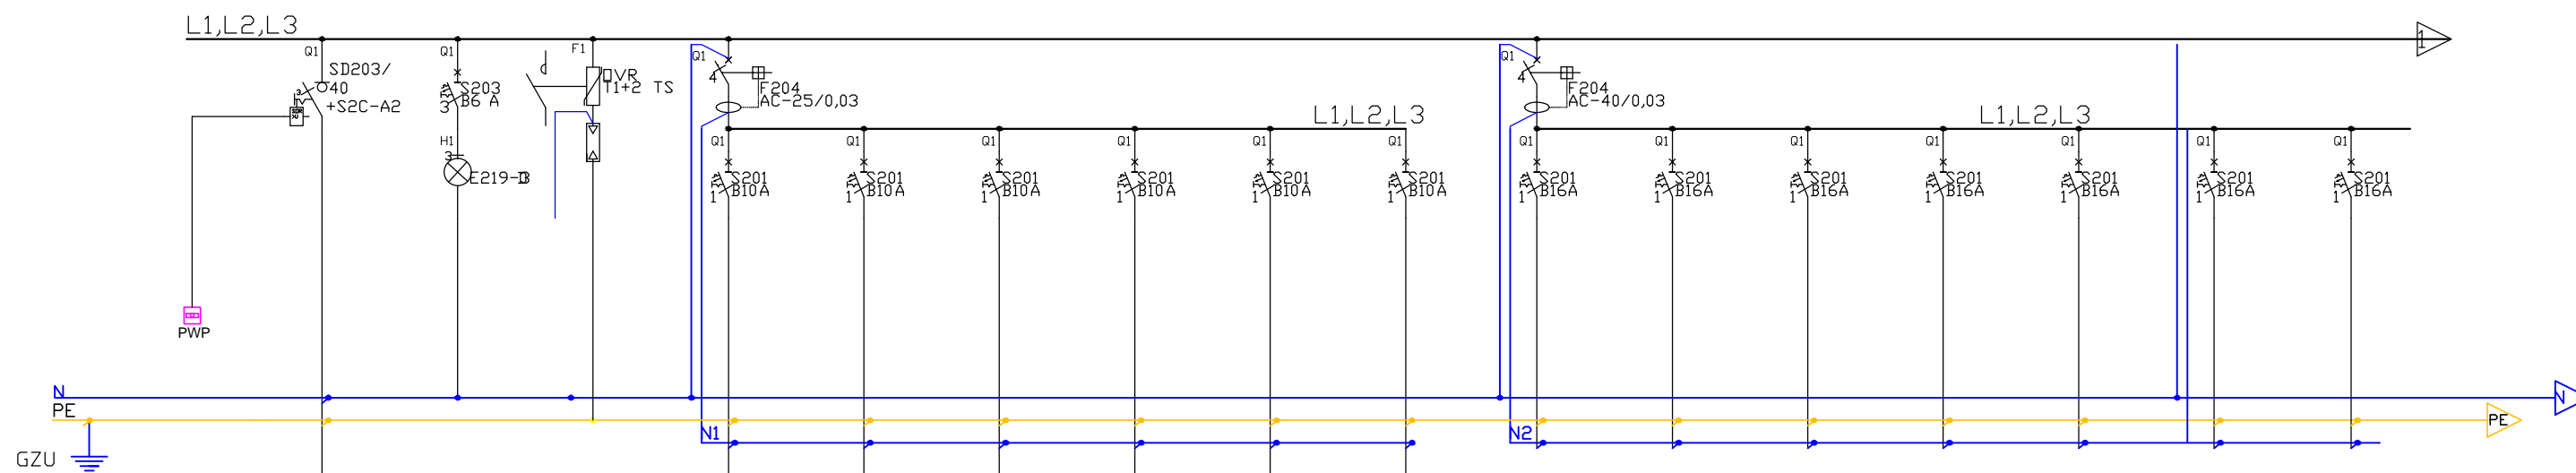 L1,L2,L3
1
Q1
SD203/
40
+S2C-A2
3
Q1
S203
B6 A
3
H1
3
E219-D
F1
OVR
T1+2 TS
Q1
4
F204
AC-25/0,03
L1,L2,L3
Q1
S201
B10A
1
Q1
S201
B10A
1
Q1
S201
B10A
1
Q1
S201
B10A
1
Q1
S201
B10A
1
Q1
S201
B10A
1
Q1
4
F204
AC-40/0,03
L1,L2,L3
Q1
S201
B16A
1
Q1
S201
B16A
1
Q1
S201
B16A
1
Q1
S201
B16A
1
Q1
S201
B16A
1
Q1
S201
B16A
1
Q1
S201
B16A
1
PWP
N
N
PE
PE
N1
N2
GZU